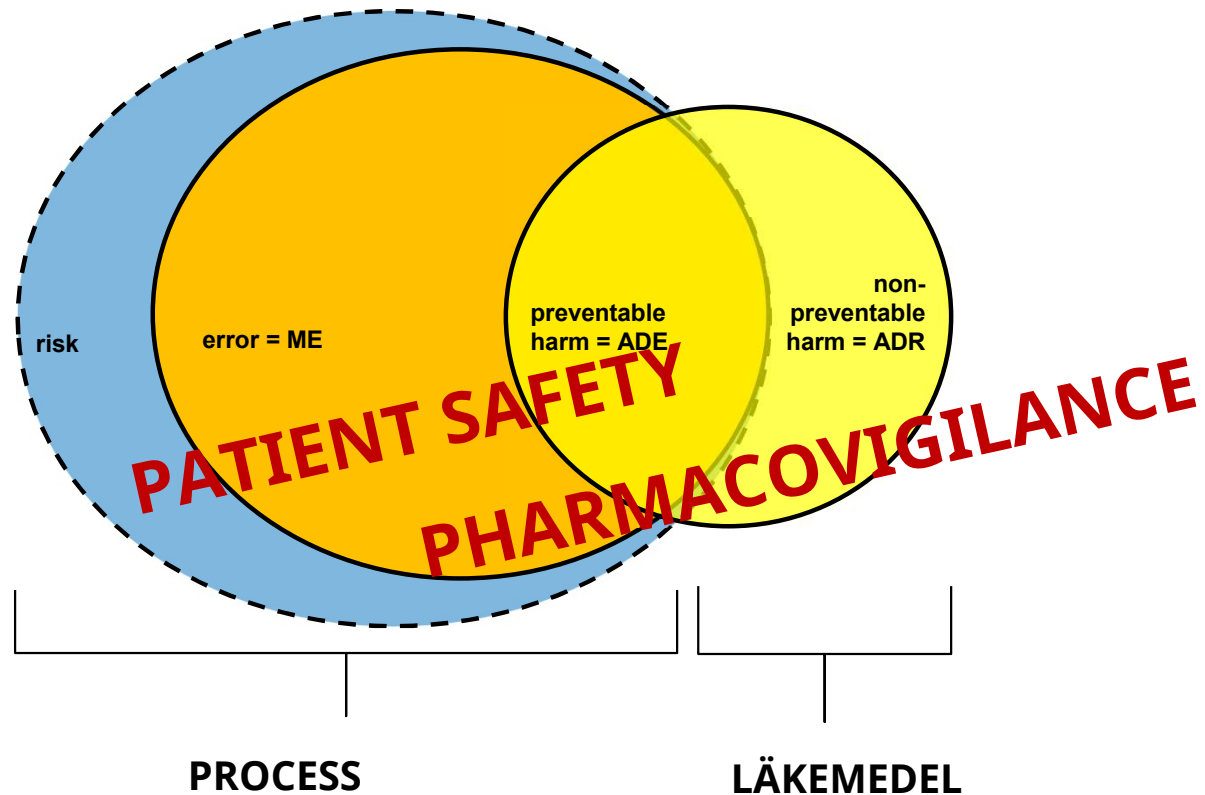 risk
error = ME
preventable
harm = ADE
non-
preventable
harm = ADR
PATIENT SAFETY
PHARMACOVIGILANCE
PROCESS
LÄKEMEDEL